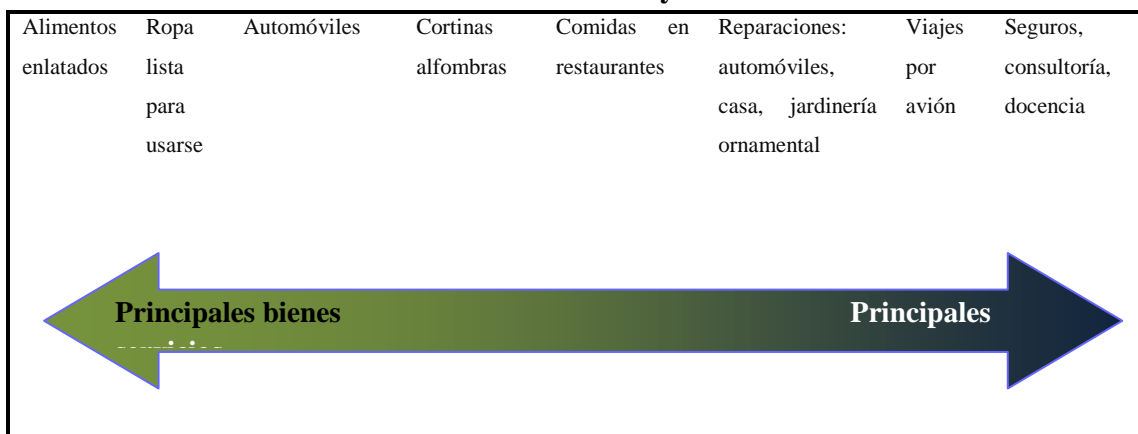 Alimentos
enlatados
Ropa
lista
para
usarse
Automóviles
Cortinas
alfombras
Comidas en
restaurantes
Reparaciones:
automóviles,
casa, jardinería
ornamental
Viajes
por
avión
Seguros,
consultoría,
docencia
Principales bienes
Principales